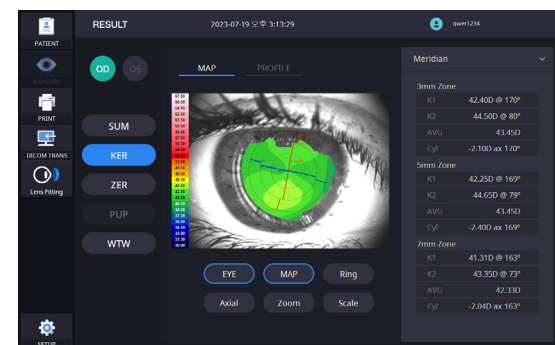 RESULT
2023-07-19 오후 3:13:29
qwer1234
PATIENT
MEASURE
PRINT
DICOM TRANS
Lens Fitting
SETUP
OD
OS
SUM
KER
ZER
PUP
WTW
MAP
PROFILE
EYE
MAP
Ring
Axial
Zoom
Scale
Meridian
3mm Zone
K1 42.40D @ 170°
K2 44.50D @ 80°
AVG 43.45D
Cyl -2.10D ax 170°
5mm Zone
K1 42.25D @ 169°
K2 44.65D @ 79°
AVG 43.45D
Cyl -2.40D ax 169°
7mm Zone
K1 41.31D @ 163°
K2 43.35D @ 73°
AVG 42.33D
Cyl -2.04D ax 163°